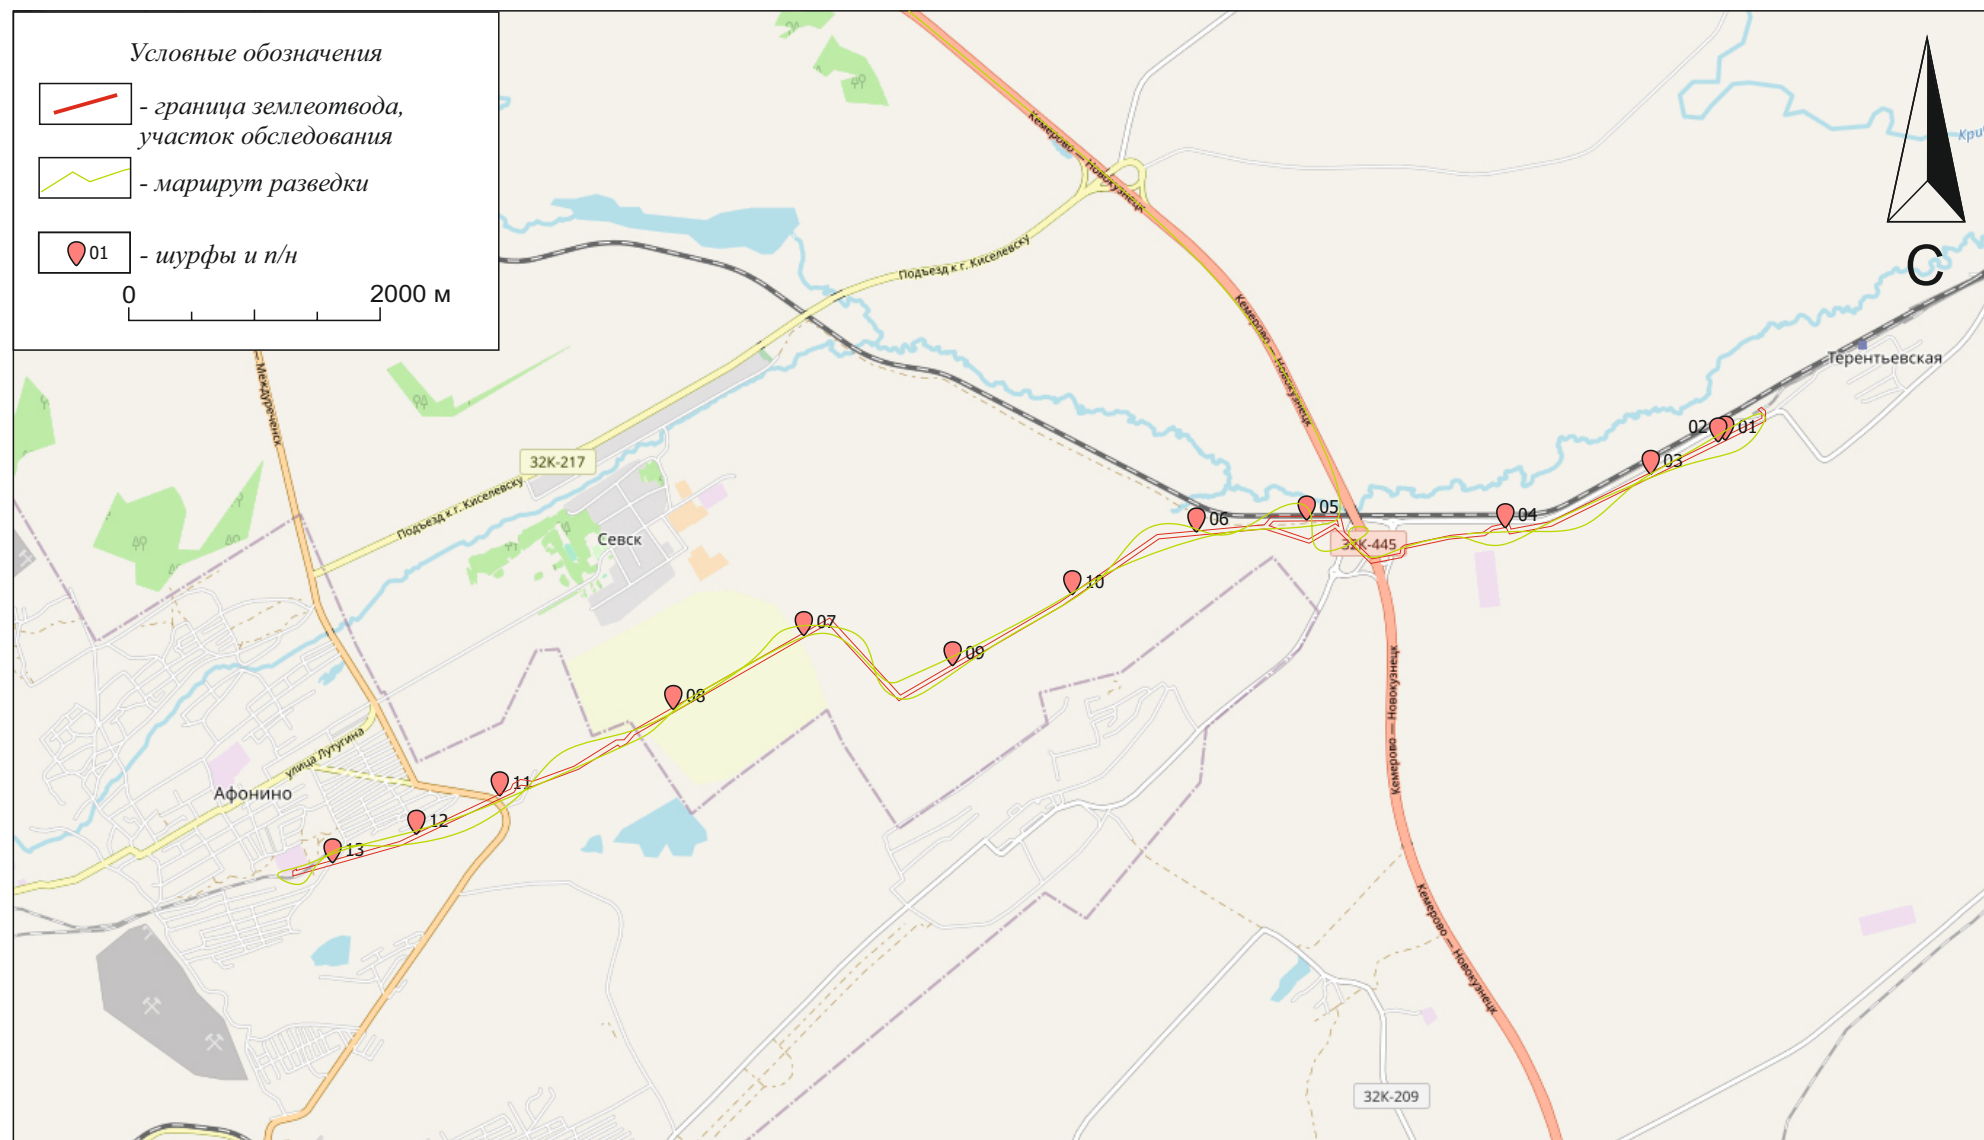 Условные обозначения
- граница землеотвода,
участок обследования
- маршрут разведки
01
- шурфы и п/н
0
2000 м
С
Кемерово — Новокузнецк
Подъезд к г. Киселевску
Кемерово — Новокузнецк
Терентьевская
— Междуреченск
02
01
03
32К-217
Подъезд к г. Киселевску
Севск
05
06
04
32К-445
10
07
09
08
Кемерово — Новокузнецк
улица Лутугина
Афонино
11
12
13
Кемерово — Новокузнецк
32К-209